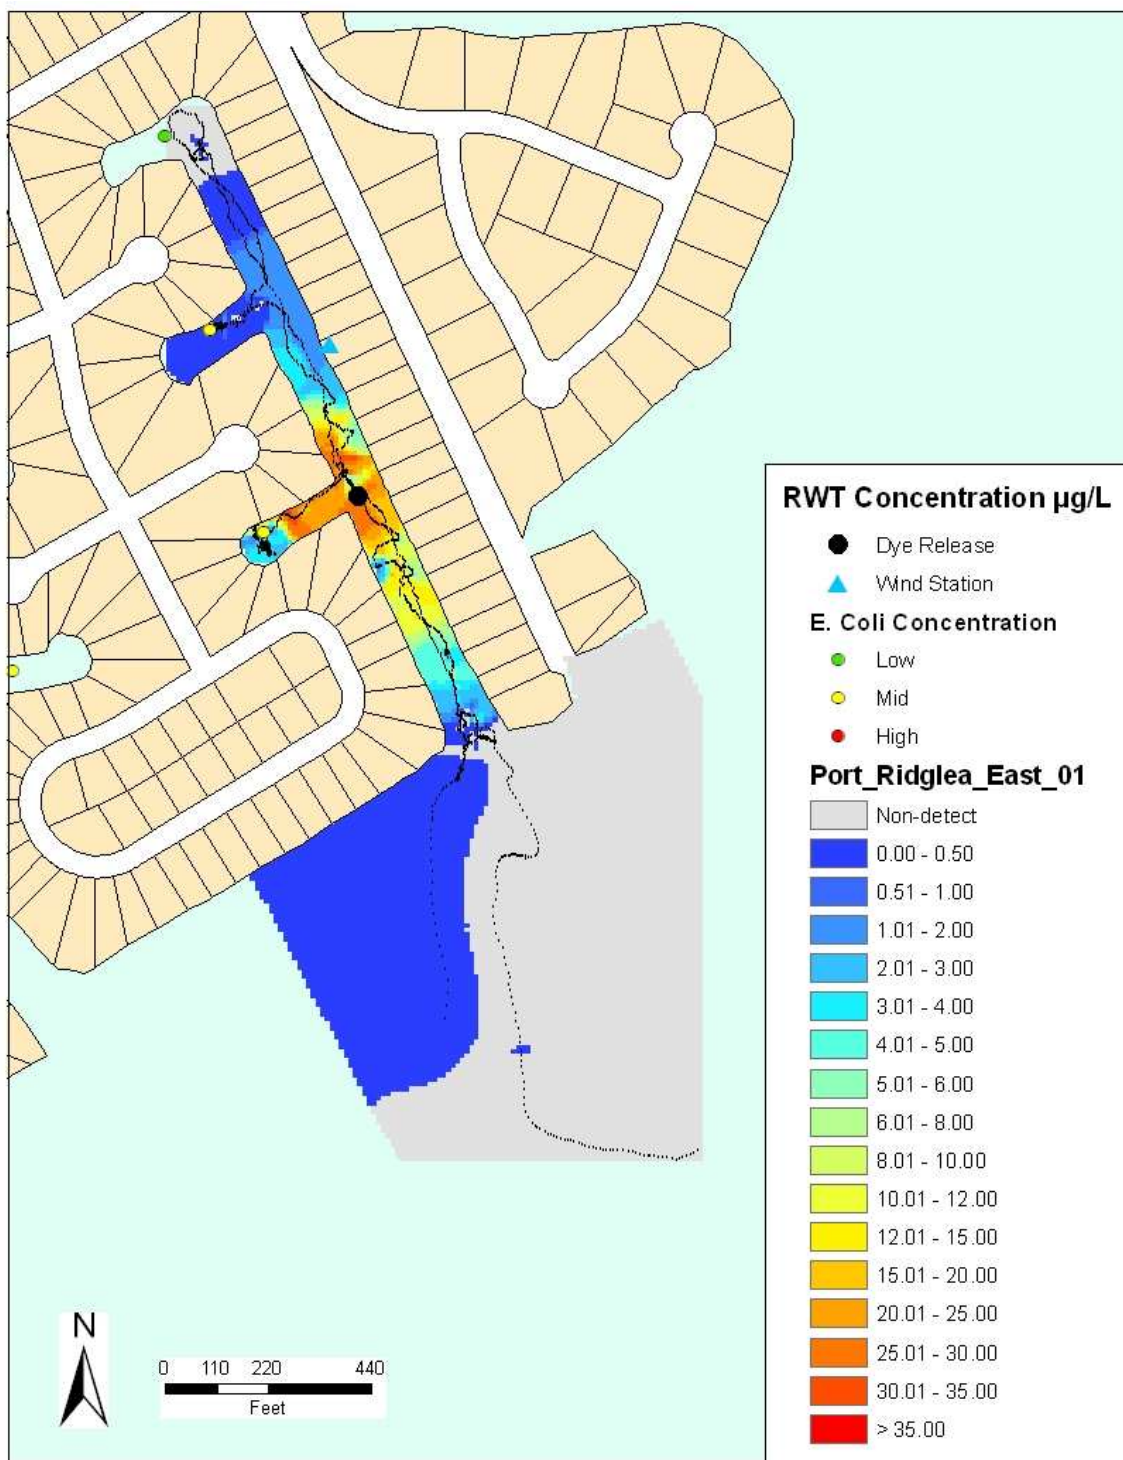 RWT Concentration µg/L
Dye Release
Wind Station
E. Coli Concentration
Low
Mid
High
Port_Ridglea_East_01
Non-detect
0.00 - 0.50
0.51 - 1.00
1.01 - 2.00
2.01 - 3.00
3.01 - 4.00
4.01 - 5.00
5.01 - 6.00
6.01 - 8.00
8.01 - 10.00
10.01 - 12.00
12.01 - 15.00
15.01 - 20.00
20.01 - 25.00
25.01 - 30.00
30.01 - 35.00
> 35.00
N
0 110 220 440
Feet